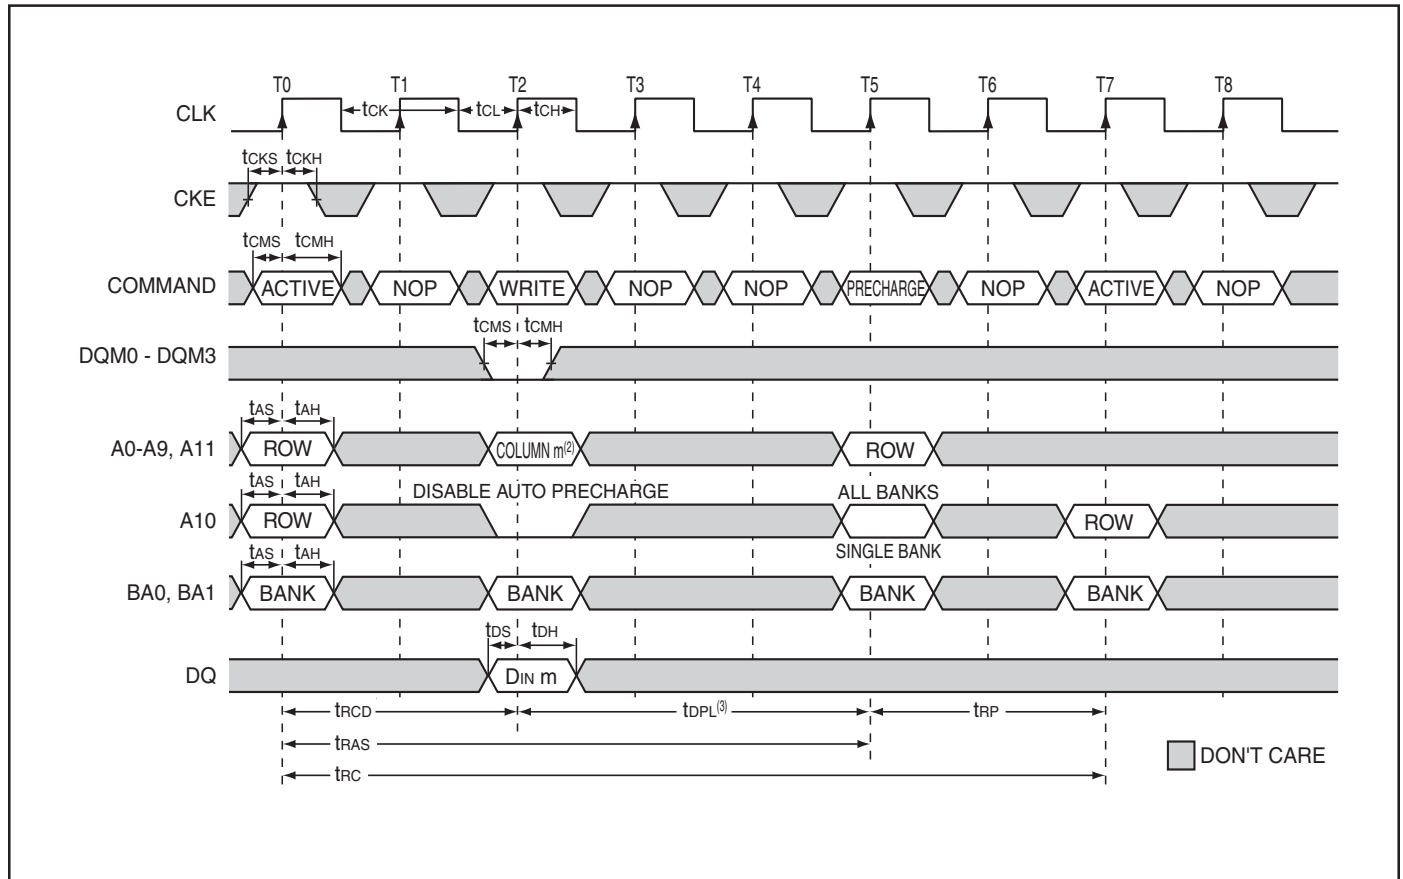 T0 T1 T2 T3 T4 T5 T6 T7 T8
CLK tCK tCL tCH
tCKS tCKH
CKE
tCMS tCMH
COMMAND ACTIVE NOP WRITE NOP NOP PRECHARGE NOP ACTIVE NOP
tCMS tCMH
DQM0 - DQM3
tAS tAH
A0-A9, A11 ROW COLUMN m(2) ROW
tAS tAH DISABLE AUTO PRECHARGE ALL BANKS
A10 ROW ROW
tAS tAH SINGLE BANK
BA0, BA1 BANK BANK BANK BANK
tDS tDH
DQ DIN m
tRCD tDPL(3) tRP
tRAS
DON'T CARE
tRC